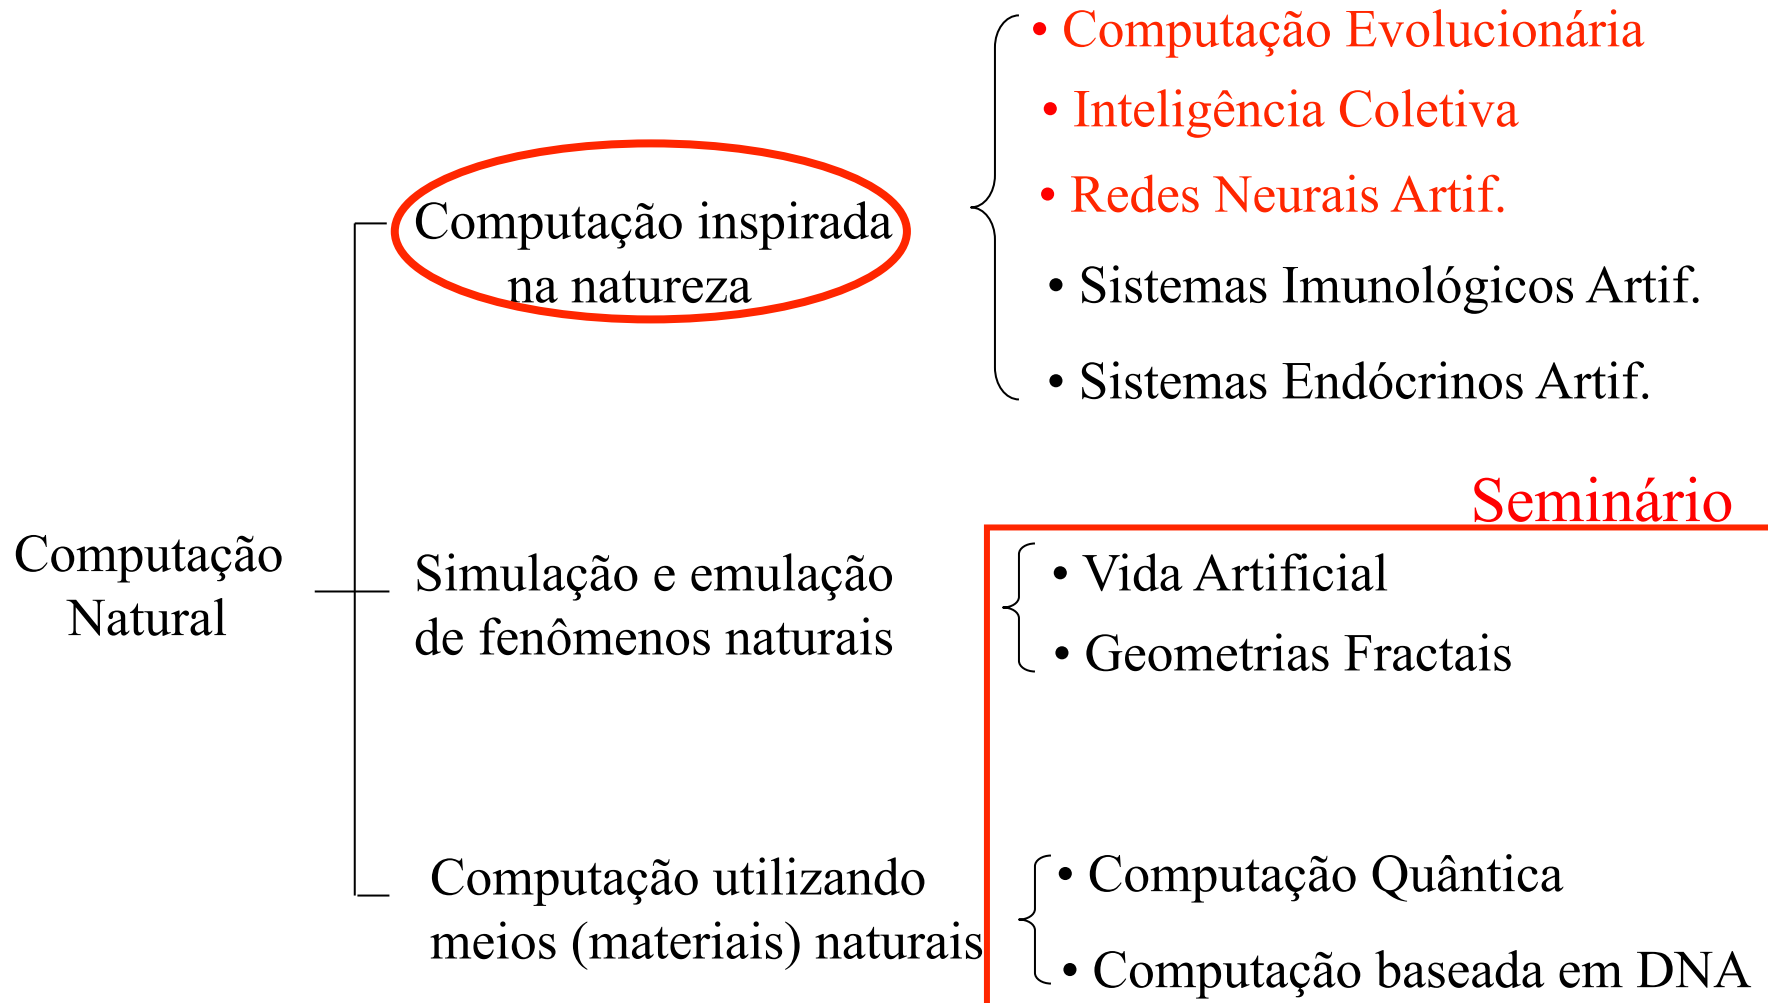 • Computação Evolucionária
• Inteligência Coletiva
• Redes Neurais Artif.
Computação inspirada
na natureza
• Sistemas Imunológicos Artif.
• Sistemas Endócrinos Artif.
Seminário
Computação
Natural
Simulação e emulação
de fenômenos naturais
• Vida Artificial
• Geometrias Fractais
Computação utilizando
meios (materiais) naturais
• Computação Quântica
• Computação baseada em DNA